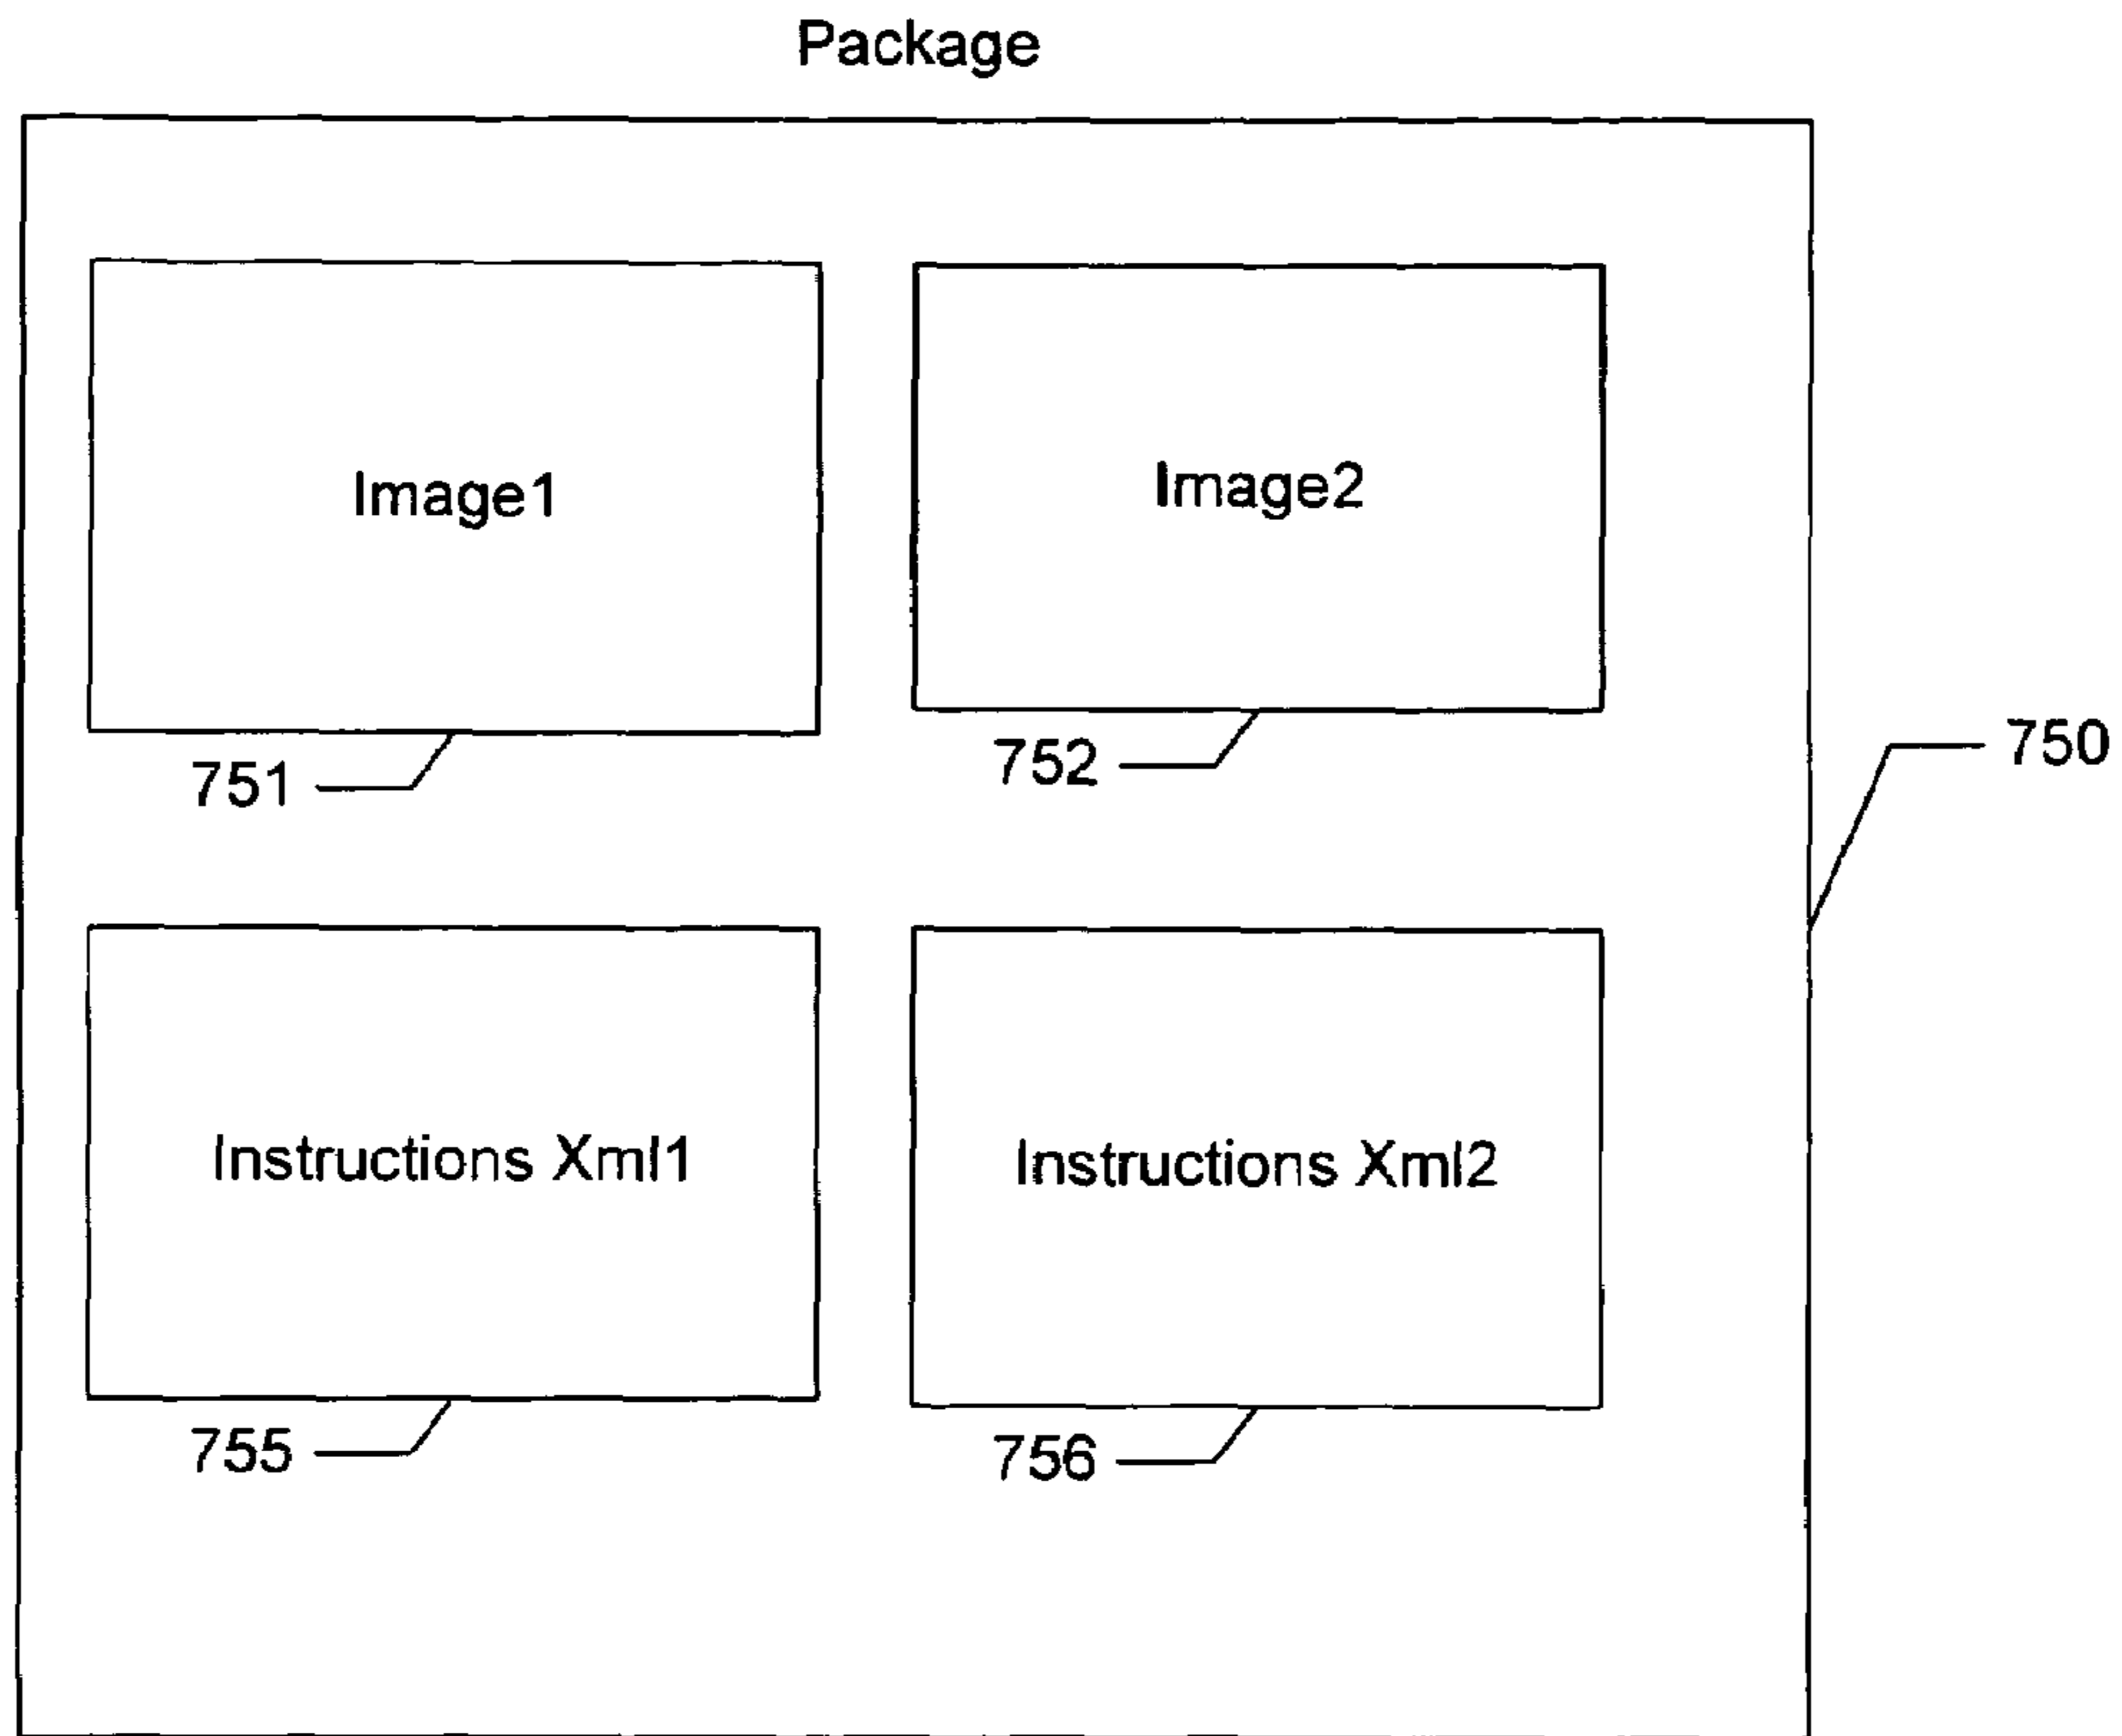 Package
Image1
Image2
751
752
750
Instructions Xml1
Instructions Xml2
755
756